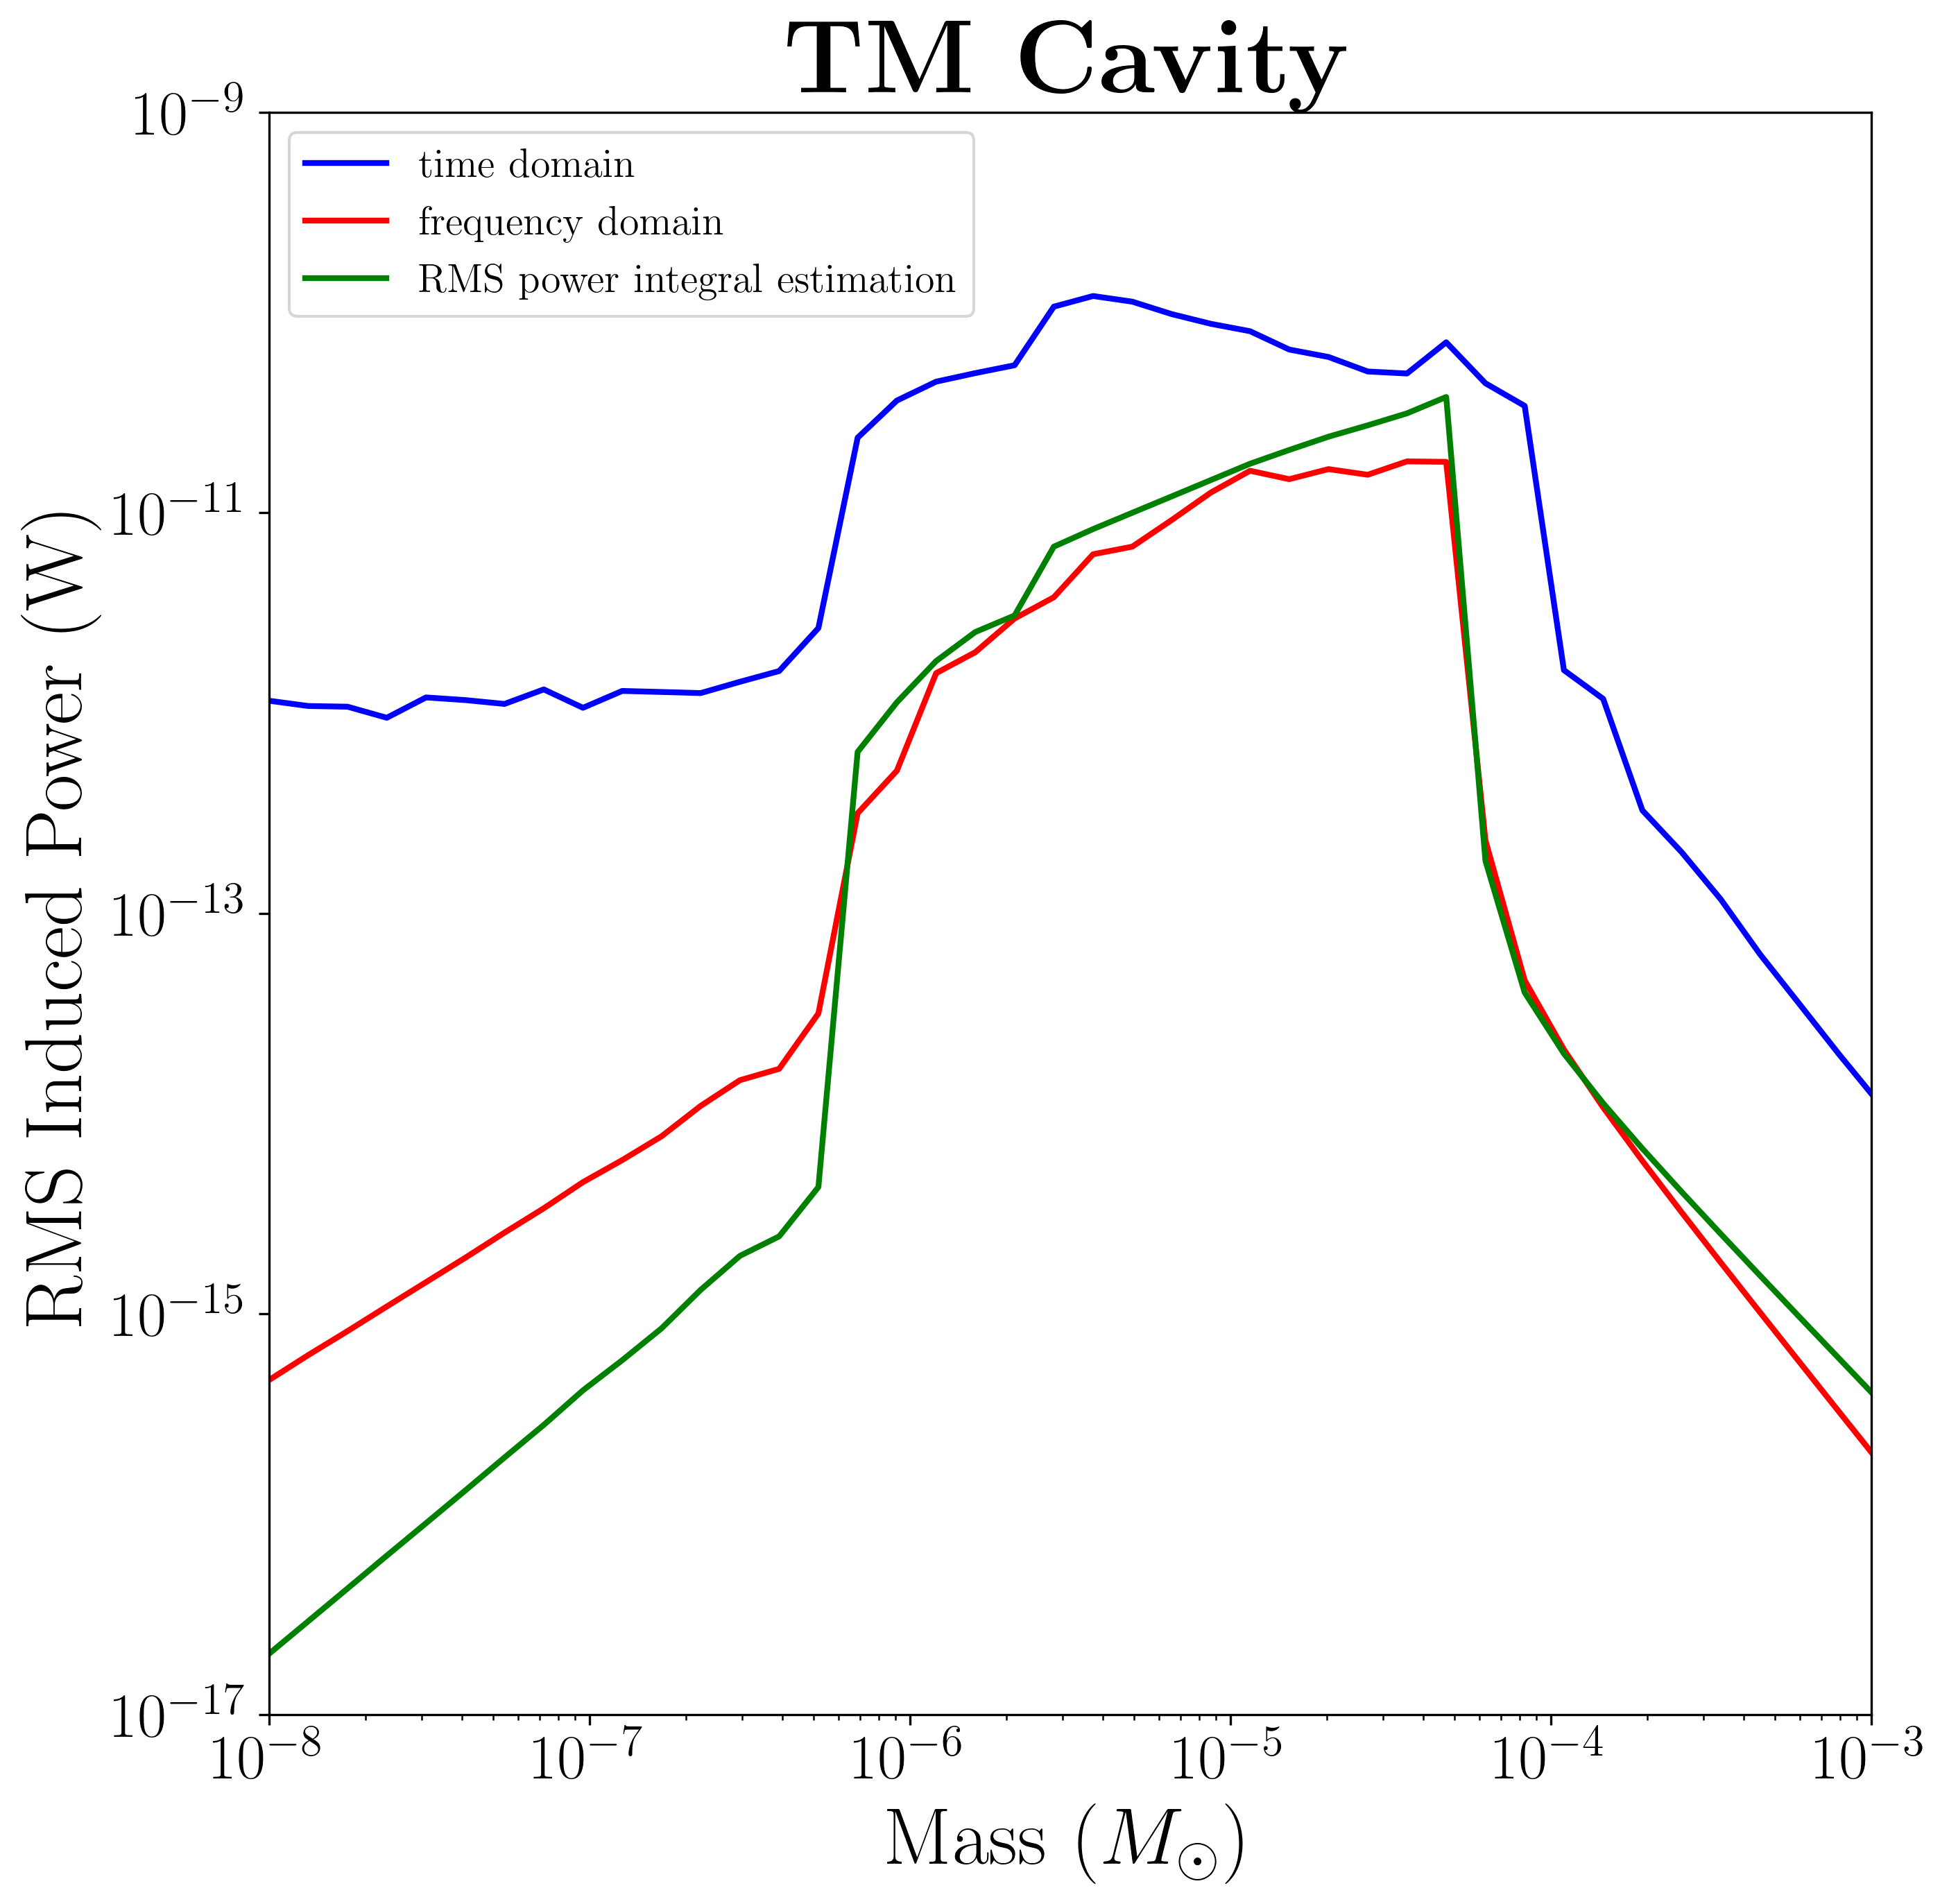 TM Cavity
10⁻⁹
time domain
frequency domain
RMS power integral estimation
10⁻¹¹
10⁻¹³
10⁻¹⁵
10⁻¹⁷
RMS Induced Power (W)
10⁻⁸ 10⁻⁷ 10⁻⁶ 10⁻⁵ 10⁻⁴ 10⁻³
Mass (M⊙)